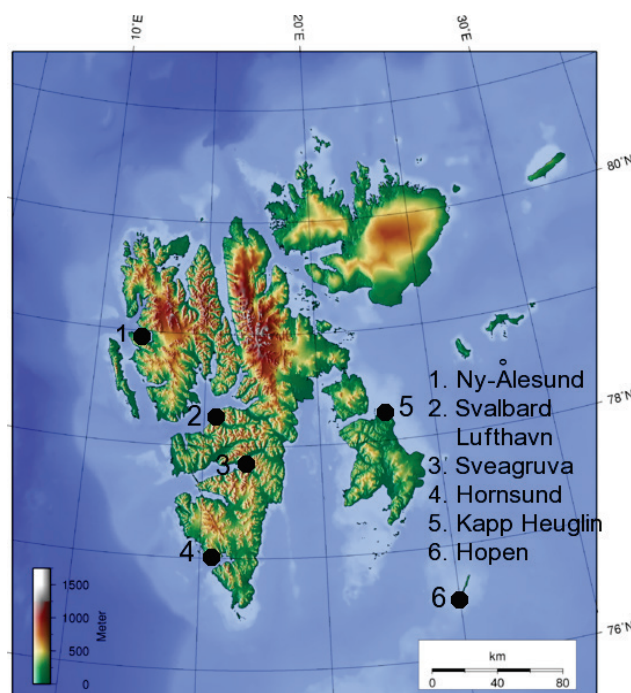 10°E
20°E
30°E
80°N
1
1. Ny-Ålesund
78°N
2
5
2. Svalbard
Lufthavn
3
3. Sveagruva
4. Hornsund
5. Kapp Heuglin
4
6. Hopen
1500
1000
500
0
Meter
6
76°N
km
0 40 80